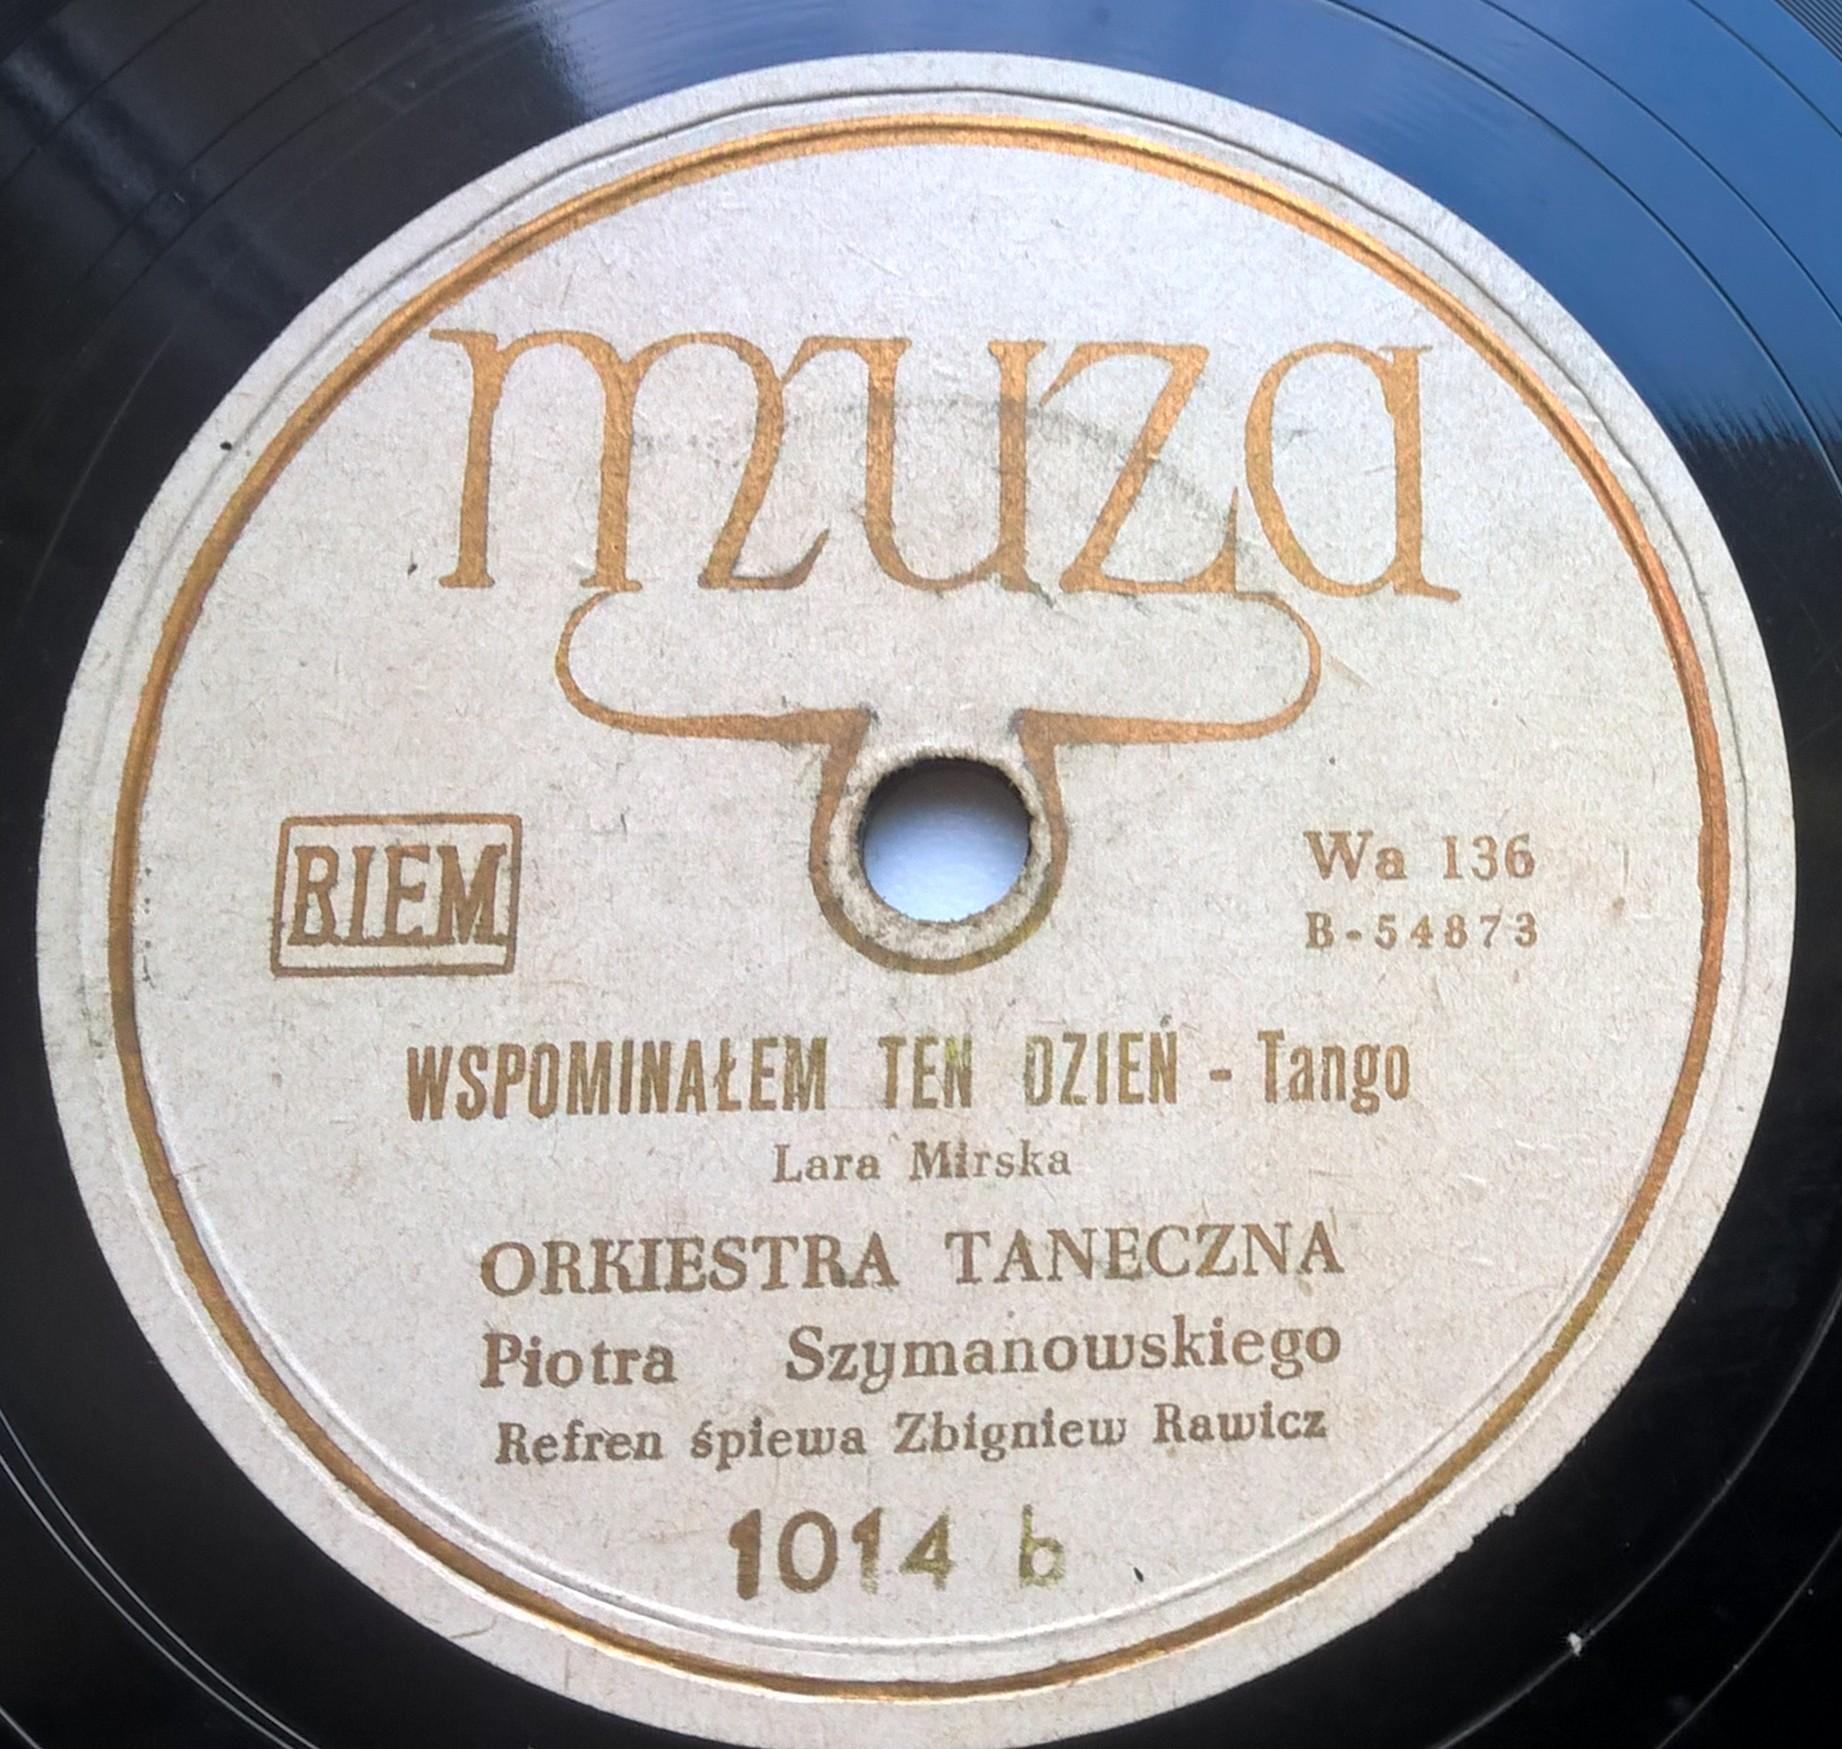 muza
BIEM
Wa 136
B-54873
WSPOMINAŁEM TEN DZIEŃ - Tango
Lara Mirska
ORKIESTRA TANECZNA
Piotra Szymanowskiego
Refren śpiewa Zbigniew Rawicz
1014 b